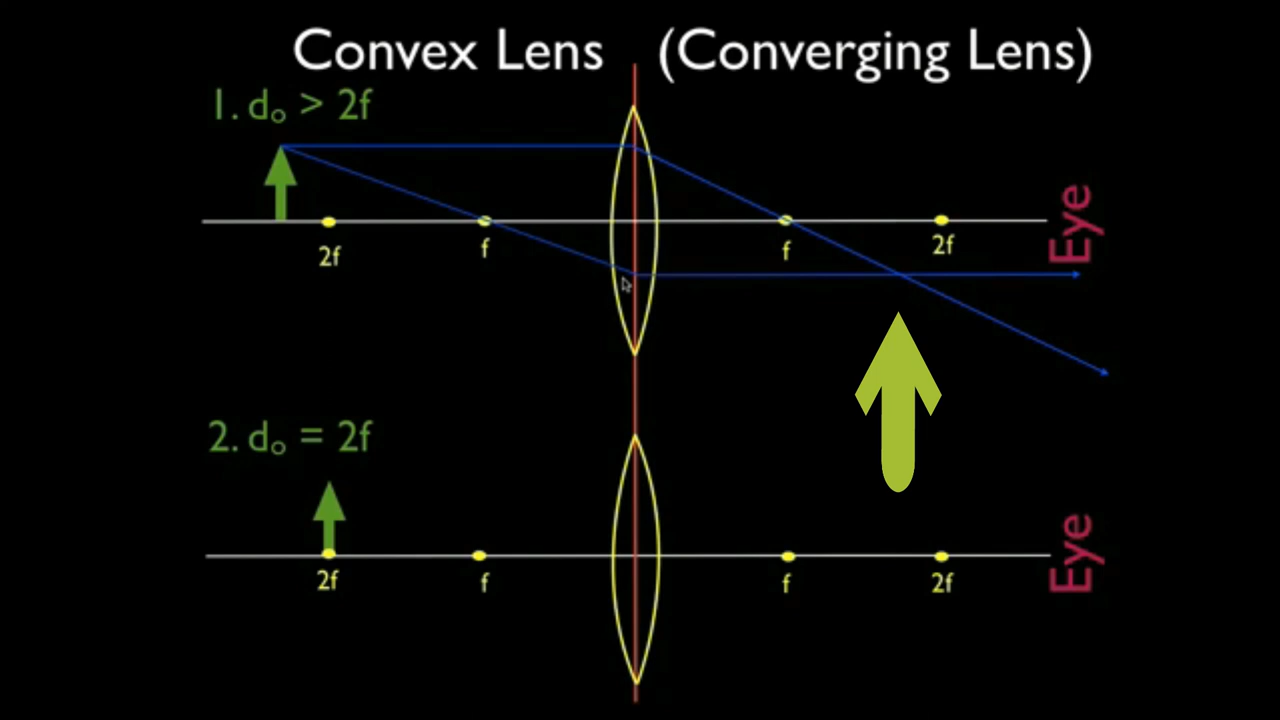 Convex Lens (Converging Lens)
1. dₒ > 2f
2f f f 2f
Eye
2. dₒ = 2f
2f f f 2f
Eye